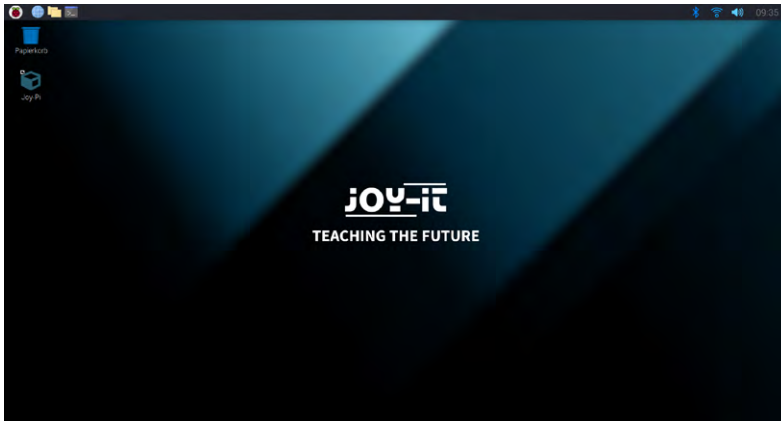 09:35
Papierkorb
Joy-Pi
JOY-iT
TEACHING THE FUTURE